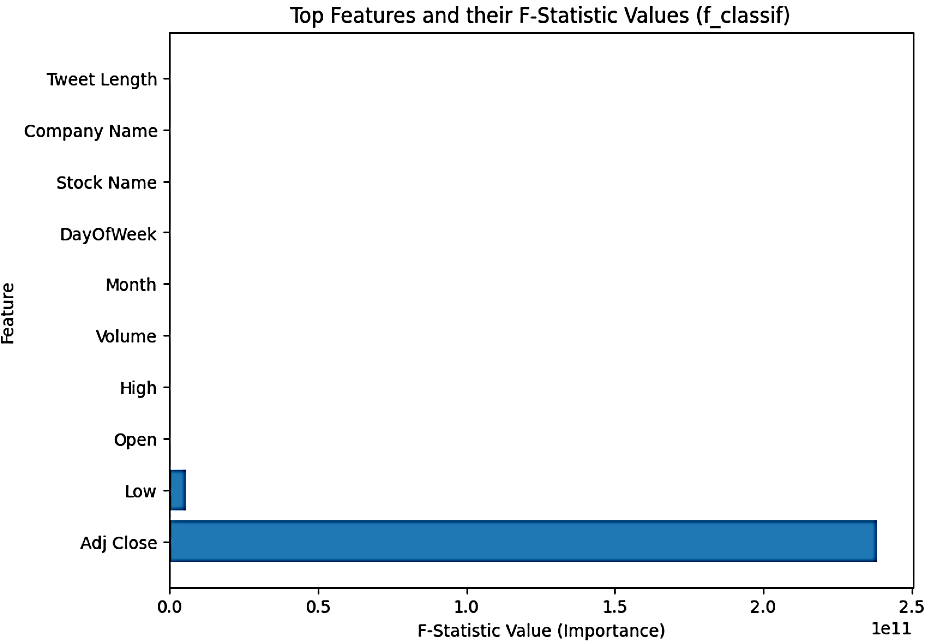 Top Features and their F-Statistic Values (f_classif)
Tweet Length
Company Name
Stock Name
DayOfWeek
Month
Volume
High
Open
Low
Adj Close
Feature
0.0 0.5 1.0 1.5 2.0 2.5
1e11
F-Statistic Value (Importance)